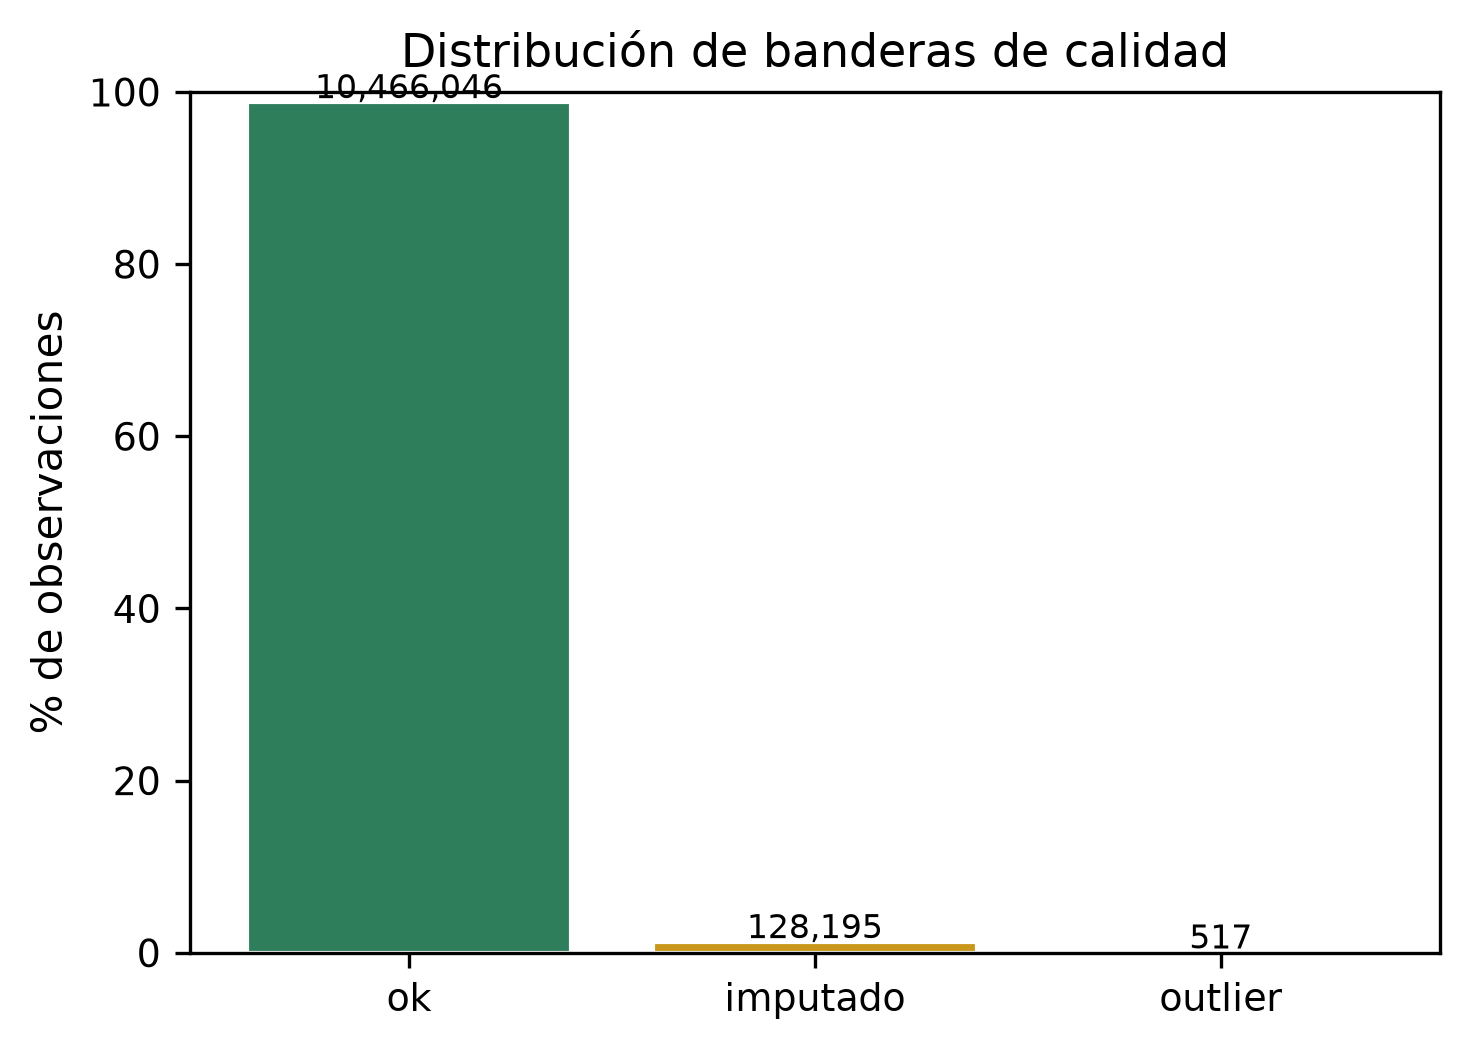 Distribución de banderas de calidad
% de observaciones
100
80
60
40
20
0
10,466,046
128,195
517
ok
imputado
outlier